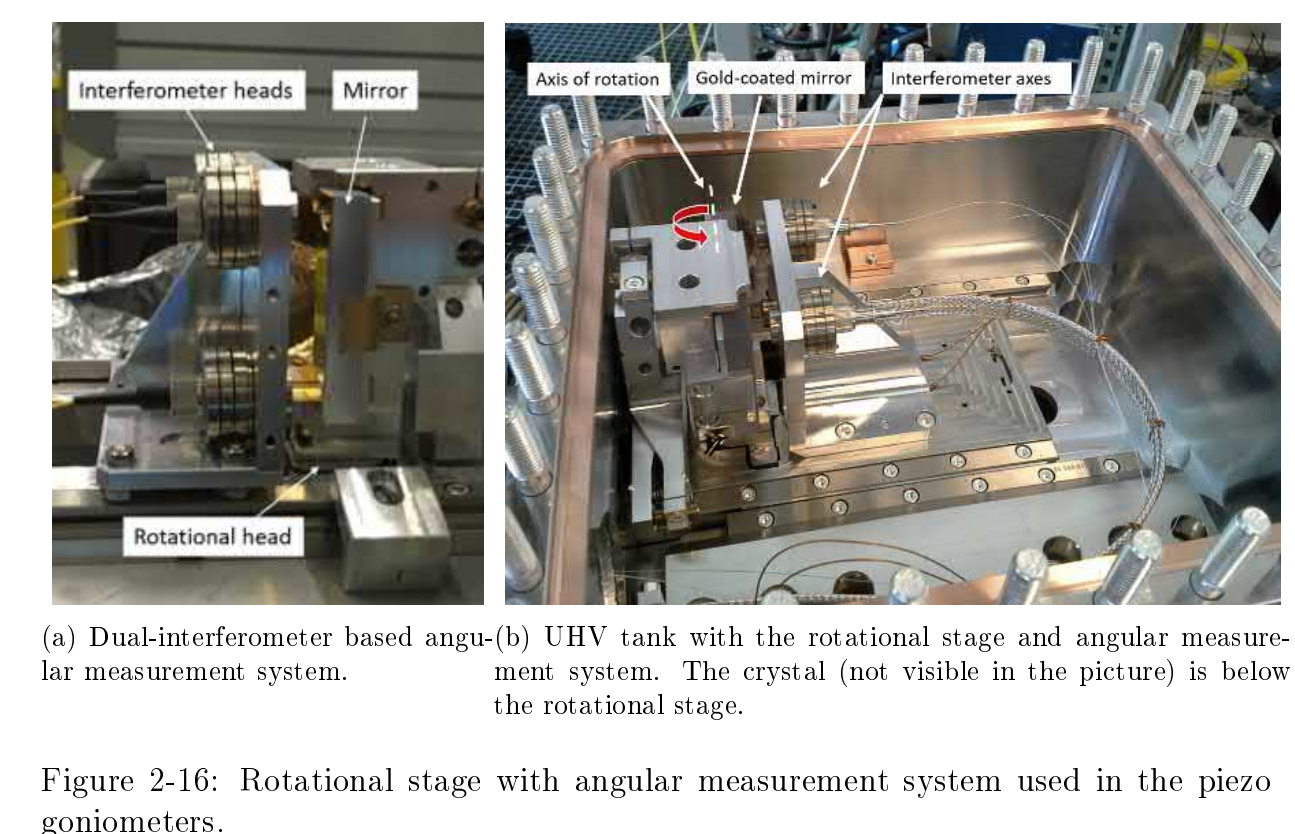 Interferometer heads
Mirror
Rotational head
Axis of rotation
Gold-coated mirror
Interferometer axes
(a) Dual-interferometer based angu-
lar measurement system.
(b) UHV tank with the rotational stage and angular measure-
ment system. The crystal (not visible in the picture) is below
the rotational stage.
Figure 2-16: Rotational stage with angular measurement system used in the piezo
goniometers.